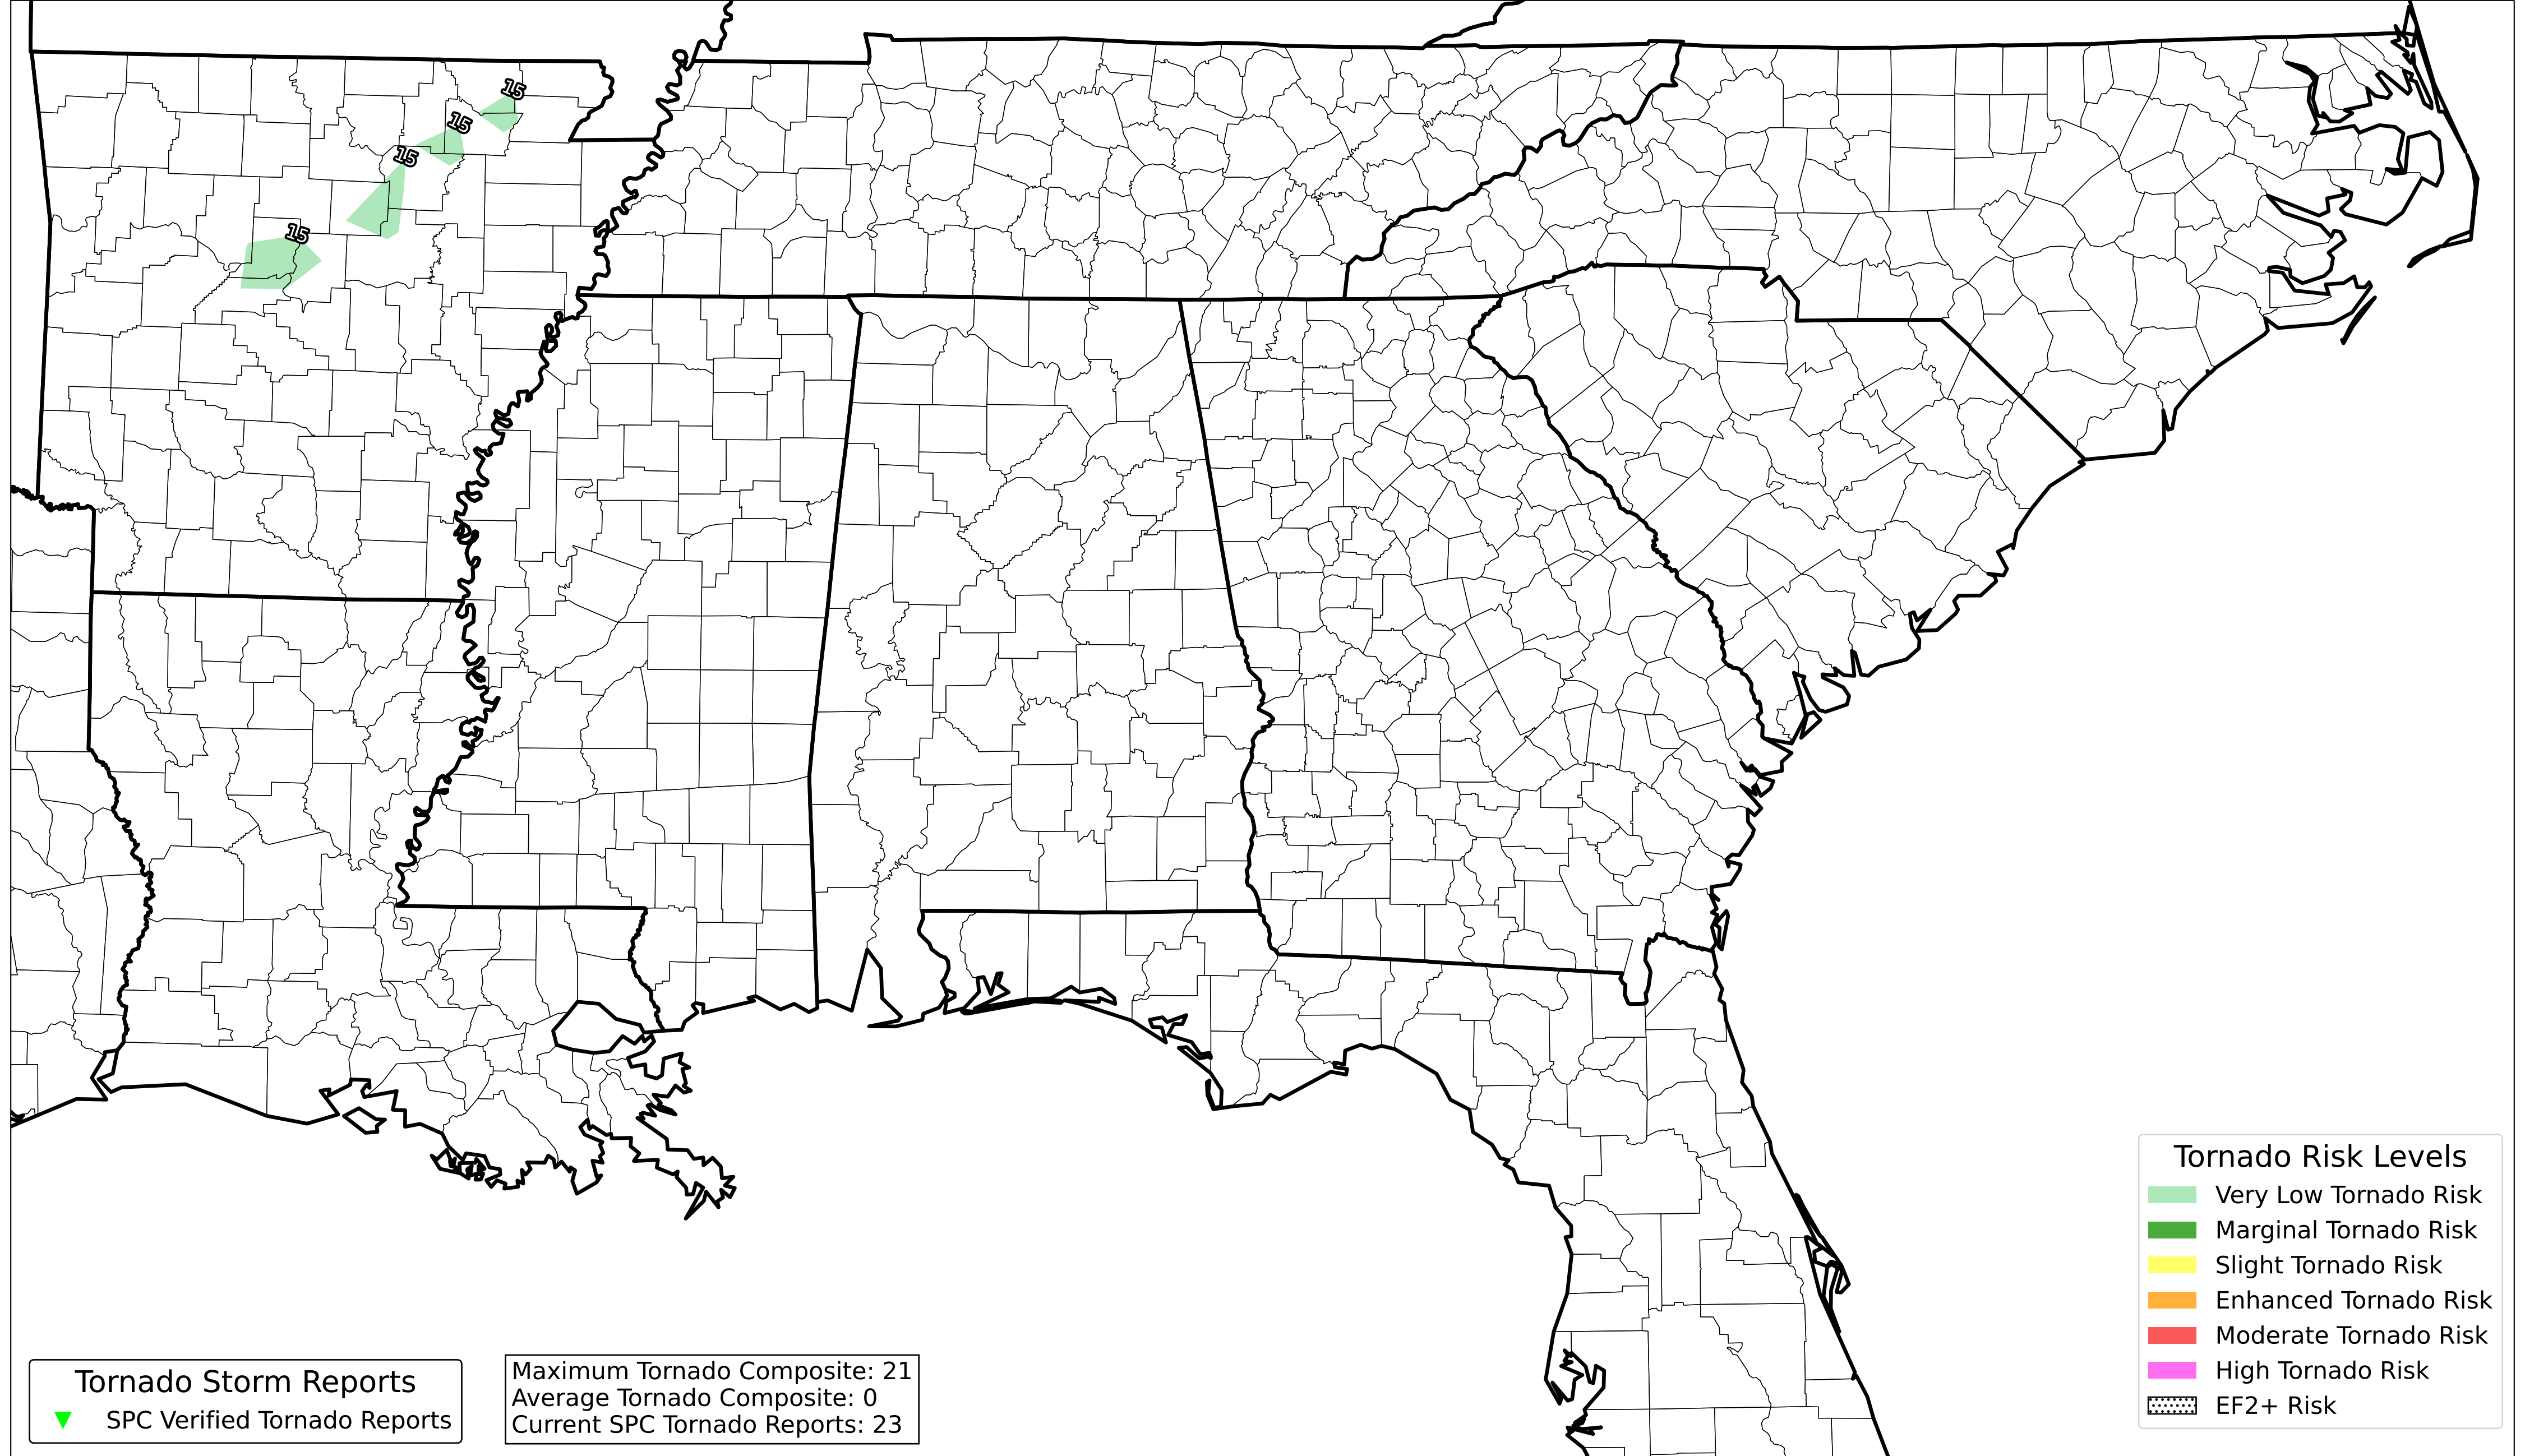 15
15
15
15
Tornado Storm Reports
SPC Verified Tornado Reports
Maximum Tornado Composite: 21
Average Tornado Composite: 0
Current SPC Tornado Reports: 23
Tornado Risk Levels
Very Low Tornado Risk
Marginal Tornado Risk
Slight Tornado Risk
Enhanced Tornado Risk
Moderate Tornado Risk
High Tornado Risk
EF2+ Risk